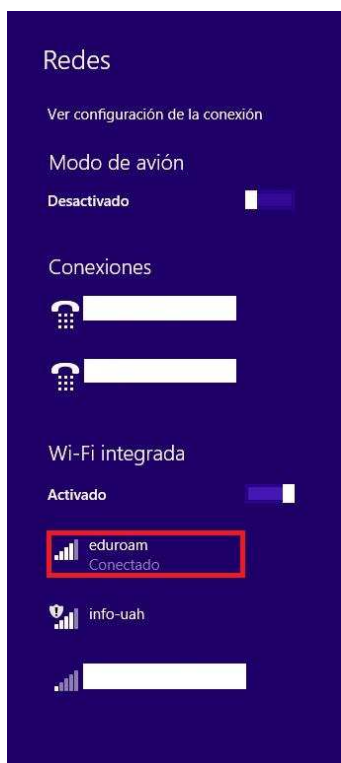 Redes
Ver configuración de la conexión
Modo de avión
Desactivado
Conexiones
Wi-Fi integrada
Activado
eduroam
Conectado
info-uah